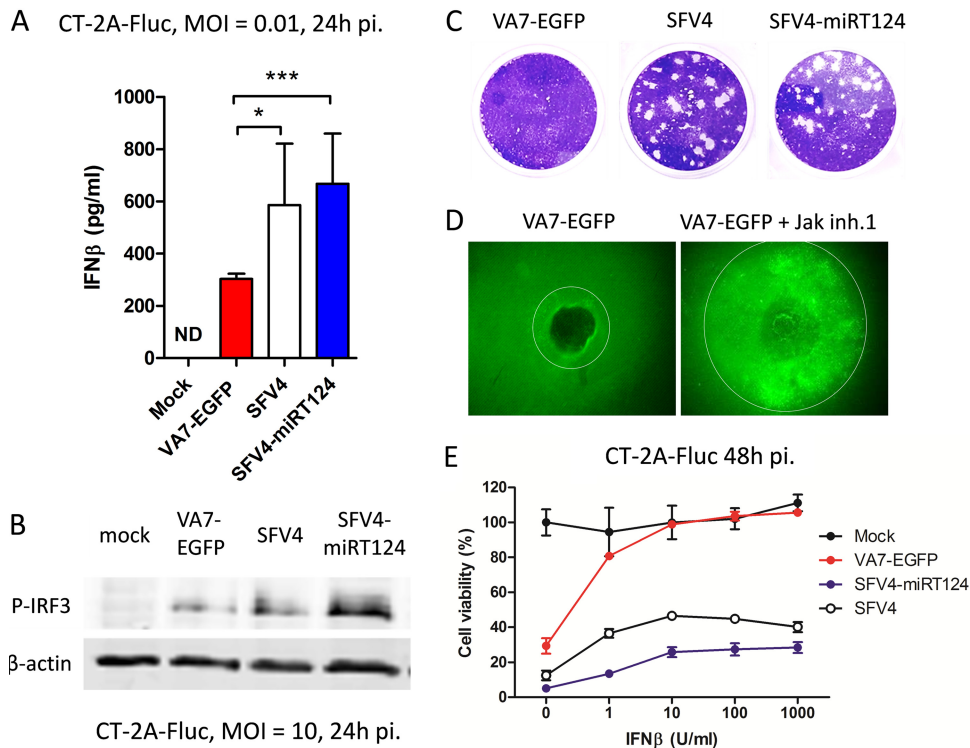 A
CT-2A-Fluc, MOI = 0.01, 24h pi.
***
*
1000
800
600
400
200
0
IFNβ (pg/ml)
ND
Mock
VA7-EGFP
SFV4
SFV4-miRT124
B
mock
VA7-
EGFP
SFV4
SFV4-
miRT124
P-IRF3
β-actin
CT-2A-Fluc, MOI = 10, 24h pi.
C
VA7-EGFP
SFV4
SFV4-miRT124
D
VA7-EGFP
VA7-EGFP + Jak inh.1
E
CT-2A-Fluc 48h pi.
120
100
80
60
40
20
0
Cell viability (%)
0
1
10
100
1000
IFNβ (U/ml)
Mock
VA7-EGFP
SFV4-miRT124
SFV4